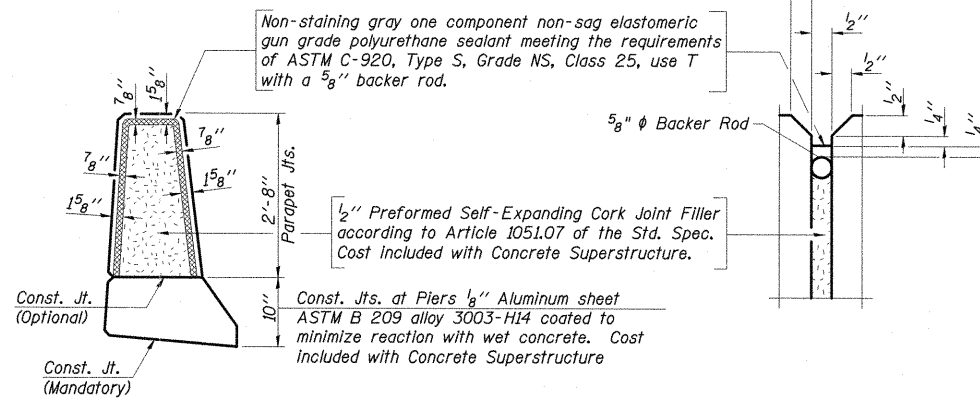 Non-staining gray one component non-sag elastomeric
gun grade polyurethane sealant meeting the requirements
of ASTM C-920, Type S, Grade NS, Class 25, use T
with a 5/8" backer rod.
7/8"
1 5/8"
7/8"
7/8"
1 5/8"
1 5/8"
2'-8"
Parapet Jts.
1/2" Preformed Self-Expanding Cork Joint Filler
according to Article 1051.07 of the Std. Spec.
Cost included with Concrete Superstructure.
Const. Jt.
(Optional)
10"
Const. Jts. at Piers 1/8" Aluminum sheet
ASTM B 209 alloy 3003-H14 coated to
minimize reaction with wet concrete. Cost
included with Concrete Superstructure
Const. Jt.
(Mandatory)
1/2"
1/2"
1/2"
1/4"
1/4"
5/8" ϕ Backer Rod